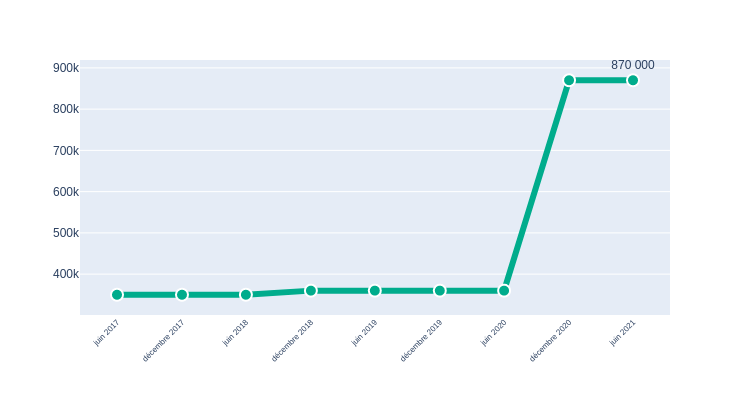 900k
800k
700k
600k
500k
400k
870 000
juin 2017
décembre 2017
juin 2018
décembre 2018
juin 2019
décembre 2019
juin 2020
décembre 2020
juin 2021